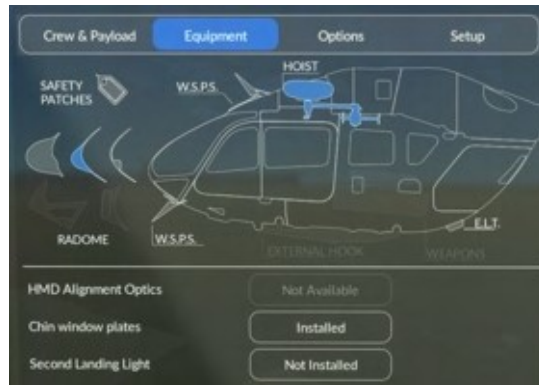 Crew & Payload Equipment Options Setup
HOIST
SAFETY
PATCHES
W.S.P.S.
E.L.T.
RADOME
W.S.P.S.
EXTERNAL HOOK
WEAPONS
HMD Alignment Optics Not Available
Chin window plates Installed
Second Landing Light Not Installed